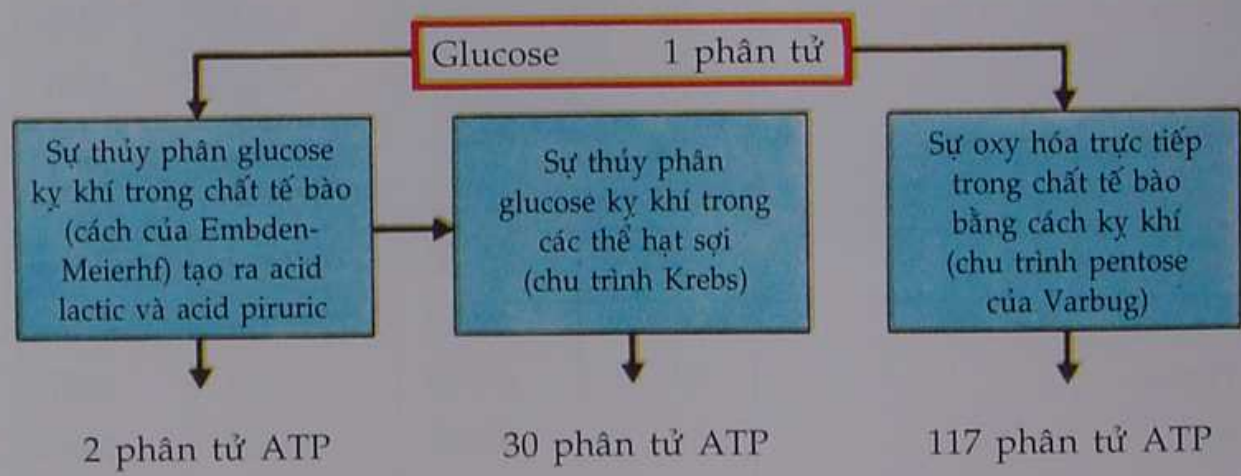 Glucose 1 phân tử
Sự thủy phân glucose
kỵ khí trong chất tế bào
(cách của Embden-
Meierhf) tạo ra acid
lactic và acid piruric
Sự thủy phân
glucose kỵ khí trong
các thể hạt sợi
(chu trình Krebs)
Sự oxy hóa trực tiếp
trong chất tế bào
bằng cách kỵ khí
(chu trình pentose
của Varbug)
2 phân tử ATP
30 phân tử ATP
117 phân tử ATP